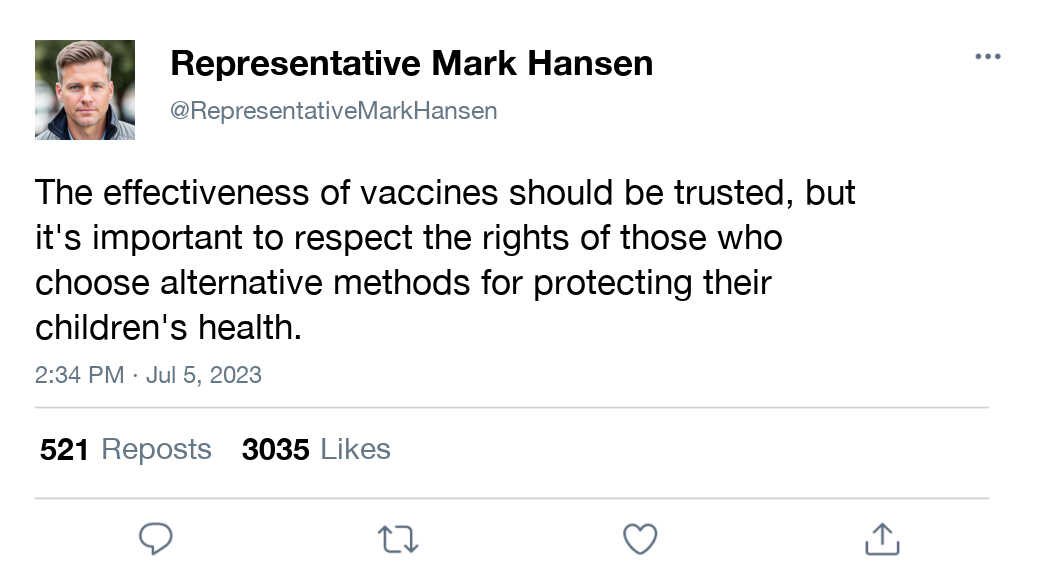 Representative Mark Hansen
@RepresentativeMarkHansen
The effectiveness of vaccines should be trusted, but
it's important to respect the rights of those who
choose alternative methods for protecting their
children's health.
2:34 PM · Jul 5, 2023
521 Reposts 3035 Likes